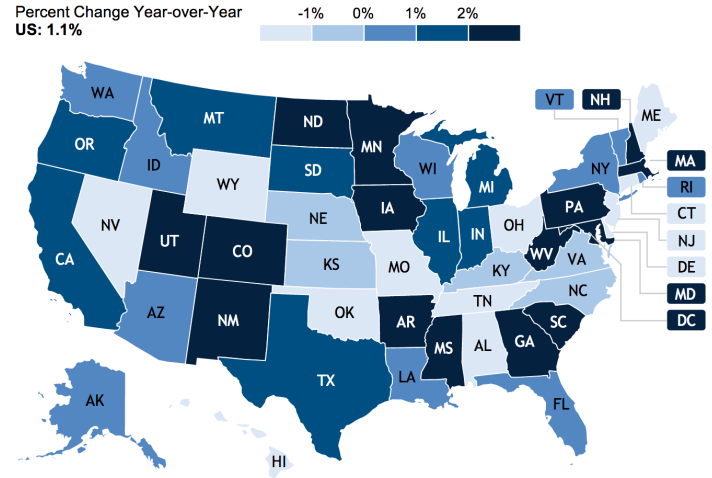 Percent Change Year-over-Year
US: 1.1%
-1% 0% 1% 2%
WA
VT NH
ME
MT
ND
OR
MN
MA
ID
SD
WI
NY
RI
WY
MI
CT
IA
PA
NE
OH
NJ
NV
UT
IL
IN
CO
WV
VA
DE
CA
KS
MO
KY
NC
MD
TN
AZ
OK
NM
AR
SC
DC
MS
AL
GA
TX
LA
AK
FL
HI